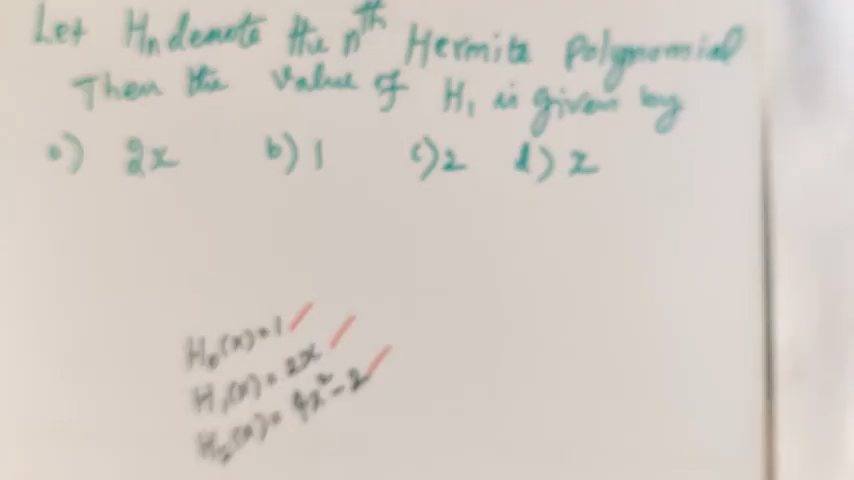 Let Hn denote the nth Hermite Polynomial
Then the value of H1 is given by
a) 2x b) 1 c) 2 d) x
H0(x)=1
H1(x)=2x
H2(x)=4x²-2